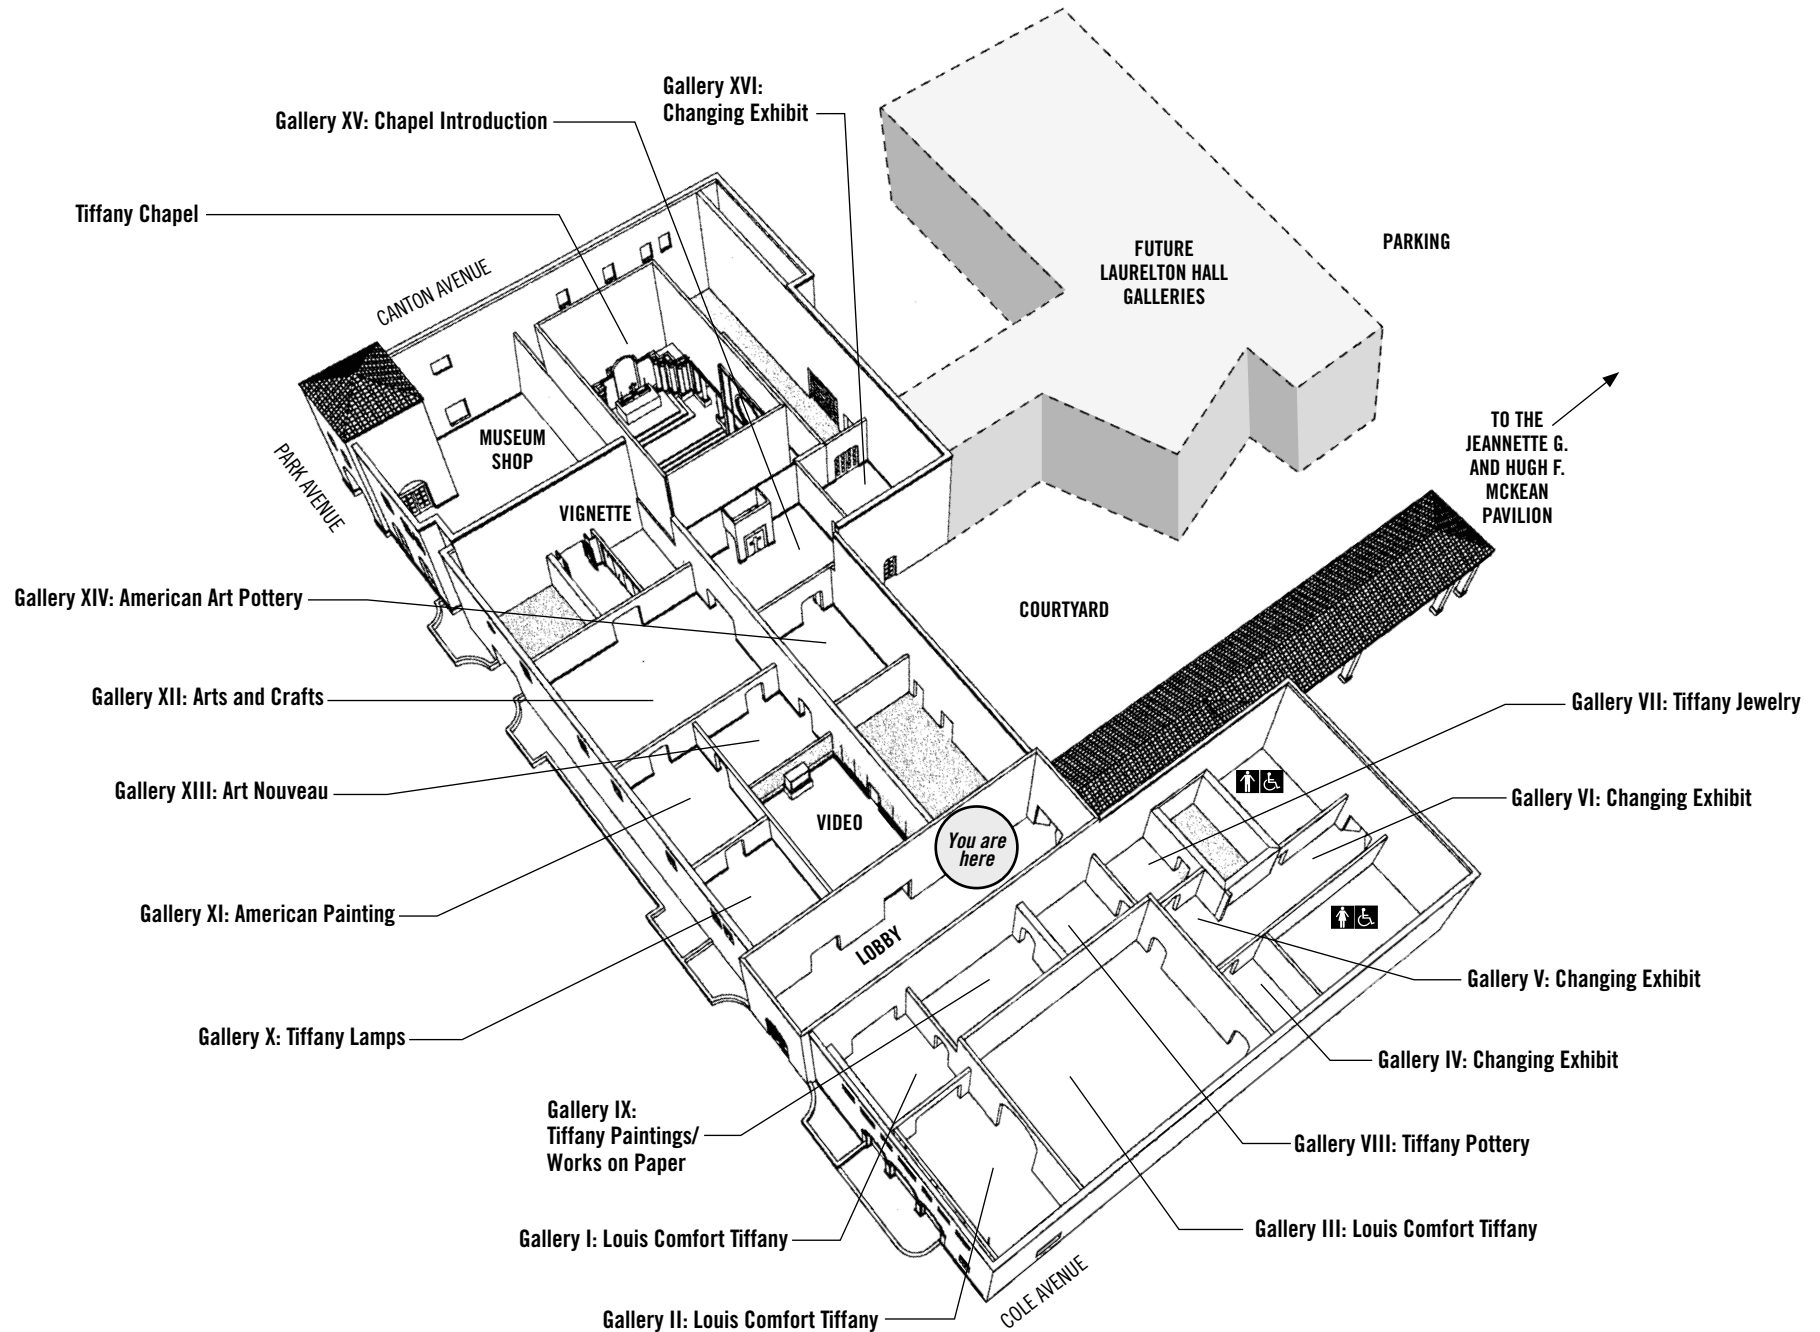 Gallery XVI:
Changing Exhibit
Gallery XV: Chapel Introduction
Tiffany Chapel
CANTON AVENUE
FUTURE
LAURELTON HALL
GALLERIES
PARKING
PARK AVENUE
MUSEUM
SHOP
VIGNETTE
TO THE
JEANNETTE G.
AND HUGH F.
MCKEAN
PAVILION
Gallery XIV: American Art Pottery
COURTYARD
Gallery XII: Arts and Crafts
Gallery VII: Tiffany Jewelry
Gallery XIII: Art Nouveau
Gallery VI: Changing Exhibit
VIDEO
You are
here
Gallery XI: American Painting
LOBBY
Gallery V: Changing Exhibit
Gallery X: Tiffany Lamps
Gallery IV: Changing Exhibit
Gallery IX:
Tiffany Paintings/
Works on Paper
Gallery VIII: Tiffany Pottery
Gallery I: Louis Comfort Tiffany
Gallery III: Louis Comfort Tiffany
COLE AVENUE
Gallery II: Louis Comfort Tiffany